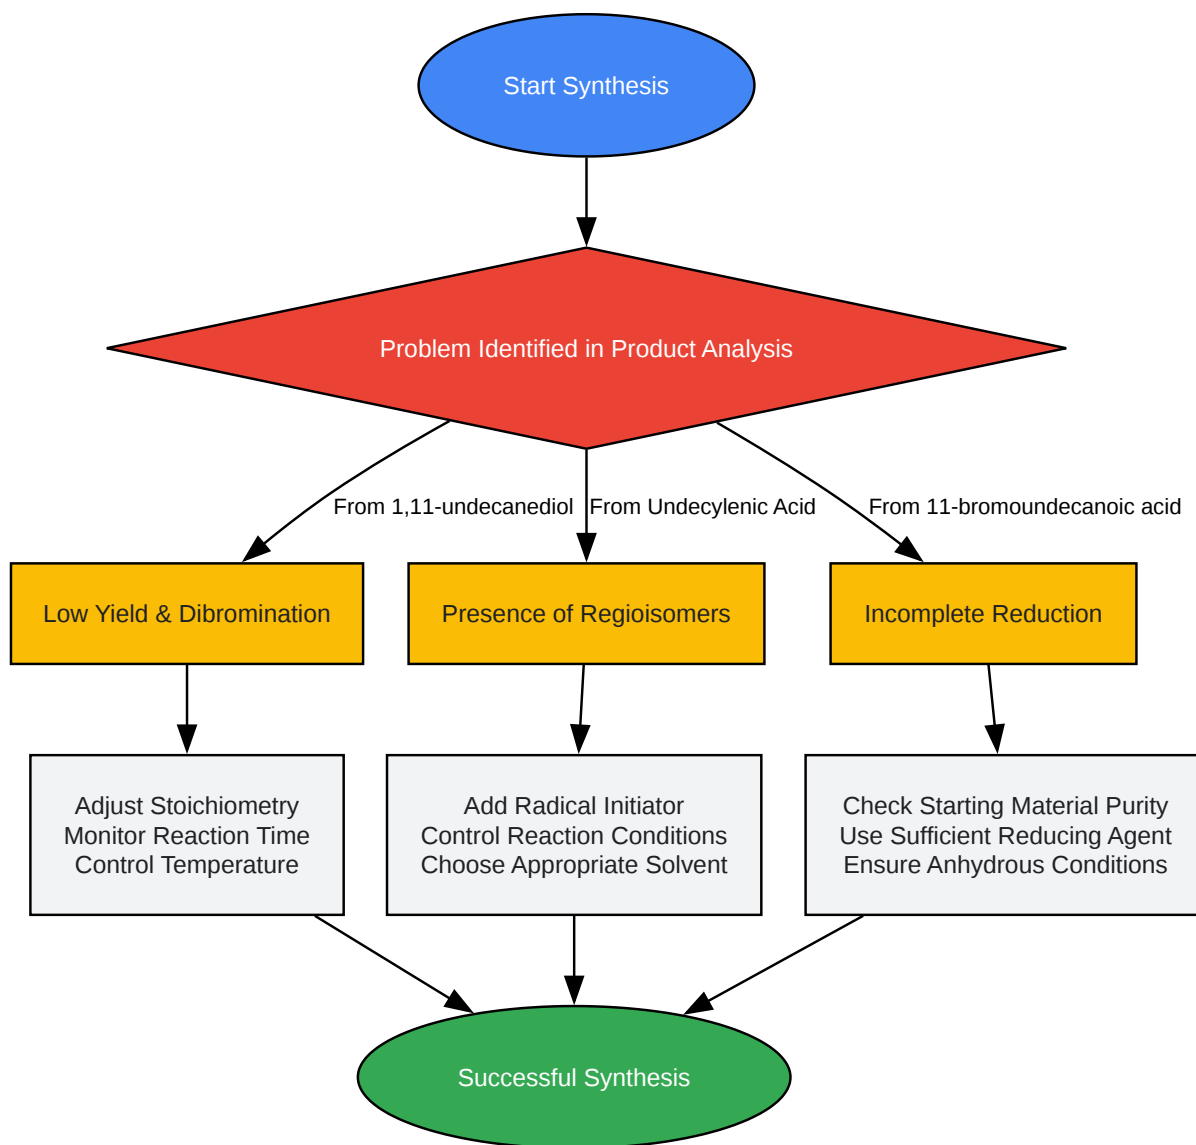 Start Synthesis
Problem Identified in Product Analysis
From 1,11-undecanediol
From Undecylenic Acid
From 11-bromoundecanoic acid
Low Yield & Dibromination
Presence of Regioisomers
Incomplete Reduction
Adjust Stoichiometry
Monitor Reaction Time
Control Temperature
Add Radical Initiator
Control Reaction Conditions
Choose Appropriate Solvent
Check Starting Material Purity
Use Sufficient Reducing Agent
Ensure Anhydrous Conditions
Successful Synthesis